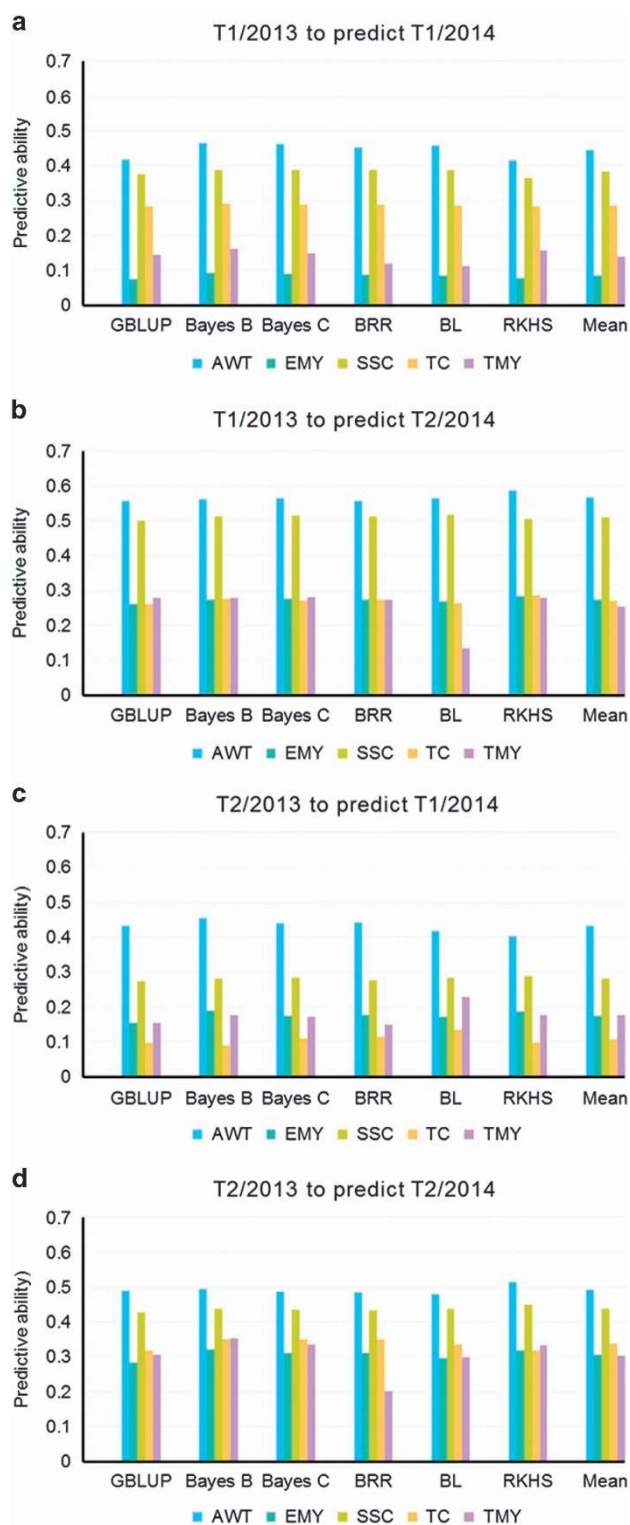 a
T1/2013 to predict T1/2014
0.7
0.6
0.5
0.4
0.3
0.2
0.1
0
Predictive ability
GBLUP Bayes B Bayes C BRR BL RKHS Mean
AWT EMY SSC TC TMY
b
T1/2013 to predict T2/2014
0.7
0.6
0.5
0.4
0.3
0.2
0.1
0
Predictive ability
GBLUP Bayes B Bayes C BRR BL RKHS Mean
AWT EMY SSC TC TMY
c
T2/2013 to predict T1/2014
0.7
0.6
0.5
0.4
0.3
0.2
0.1
0
Predictive ability)
GBLUP Bayes B Bayes C BRR BL RKHS Mean
AWT EMY SSC TC TMY
d
T2/2013 to predict T2/2014
0.7
0.6
0.5
0.4
0.3
0.2
0.1
0
Predictive ability)
GBLUP Bayes B Bayes C BRR BL RKHS Mean
AWT EMY SSC TC TMY